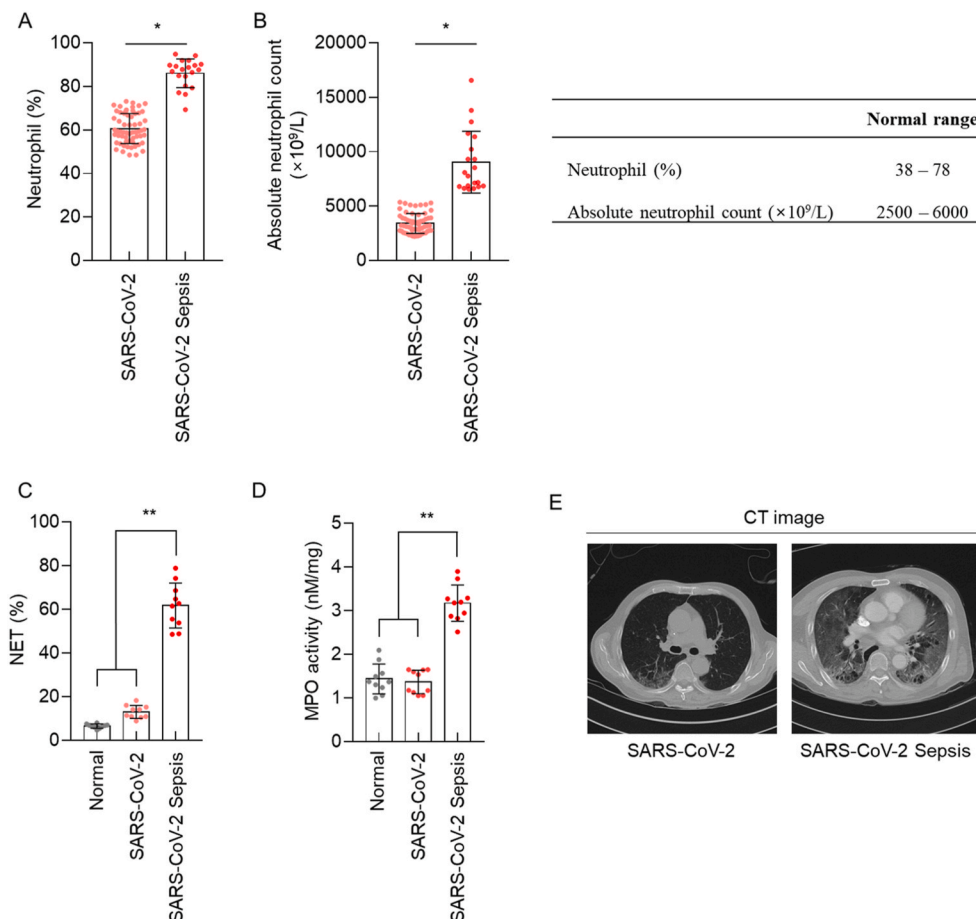 A
*
Neutrophil (%)
100
80
60
40
20
0
SARS-CoV-2
SARS-CoV-2 Sepsis
B
*
Absolute neutrophil count
(×10⁹/L)
20000
15000
10000
5000
0
SARS-CoV-2
SARS-CoV-2 Sepsis
Normal range
Neutrophil (%) 38 – 78
Absolute neutrophil count (×10⁹/L) 2500 – 6000
C
**
NET (%)
100
80
60
40
20
0
Normal
SARS-CoV-2
SARS-CoV-2 Sepsis
D
**
MPO activity (nM/mg)
5
4
3
2
1
0
Normal
SARS-CoV-2
SARS-CoV-2 Sepsis
E
CT image
SARS-CoV-2
SARS-CoV-2 Sepsis